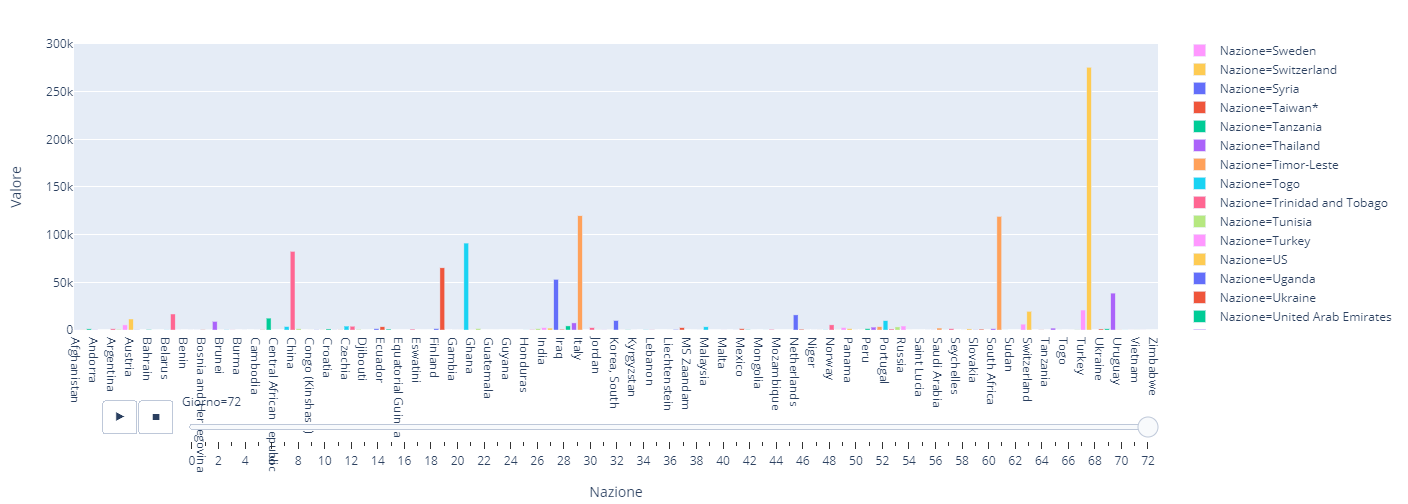 300k
250k
200k
150k
100k
50k
0
Valore
Afghanistan
Andorra
Argentina
Austria
Bahrain
Belarus
Benin
Bosnia and Herzegovina
Brunei
Burma
Cambodia
Central African Republic
China
Congo (Kinshasa)
Croatia
Czechia
Djibouti
Ecuador
Equatorial Guinea
Eswatini
Finland
Gambia
Ghana
Guatemala
Guyana
Honduras
India
Iraq
Italy
Jordan
Korea, South
Kyrgyzstan
Lebanon
Liechtenstein
MS Zaandam
Malaysia
Malta
Mexico
Mongolia
Mozambique
Netherlands
Niger
Norway
Panama
Peru
Portugal
Russia
Saint Lucia
Saudi Arabia
Seychelles
Slovakia
South Africa
Sudan
Switzerland
Tanzania
Togo
Turkey
Ukraine
Uruguay
Vietnam
Zimbabwe
Giorno=72
0 2 4 6 8 10 12 14 16 18 20 22 24 26 28 30 32 34 36 38 40 42 44 46 48 50 52 54 56 58 60 62 64 66 68 70 72
Nazione
Nazione=Sweden
Nazione=Switzerland
Nazione=Syria
Nazione=Taiwan*
Nazione=Tanzania
Nazione=Thailand
Nazione=Timor-Leste
Nazione=Togo
Nazione=Trinidad and Tobago
Nazione=Tunisia
Nazione=Turkey
Nazione=US
Nazione=Uganda
Nazione=Ukraine
Nazione=United Arab Emirates